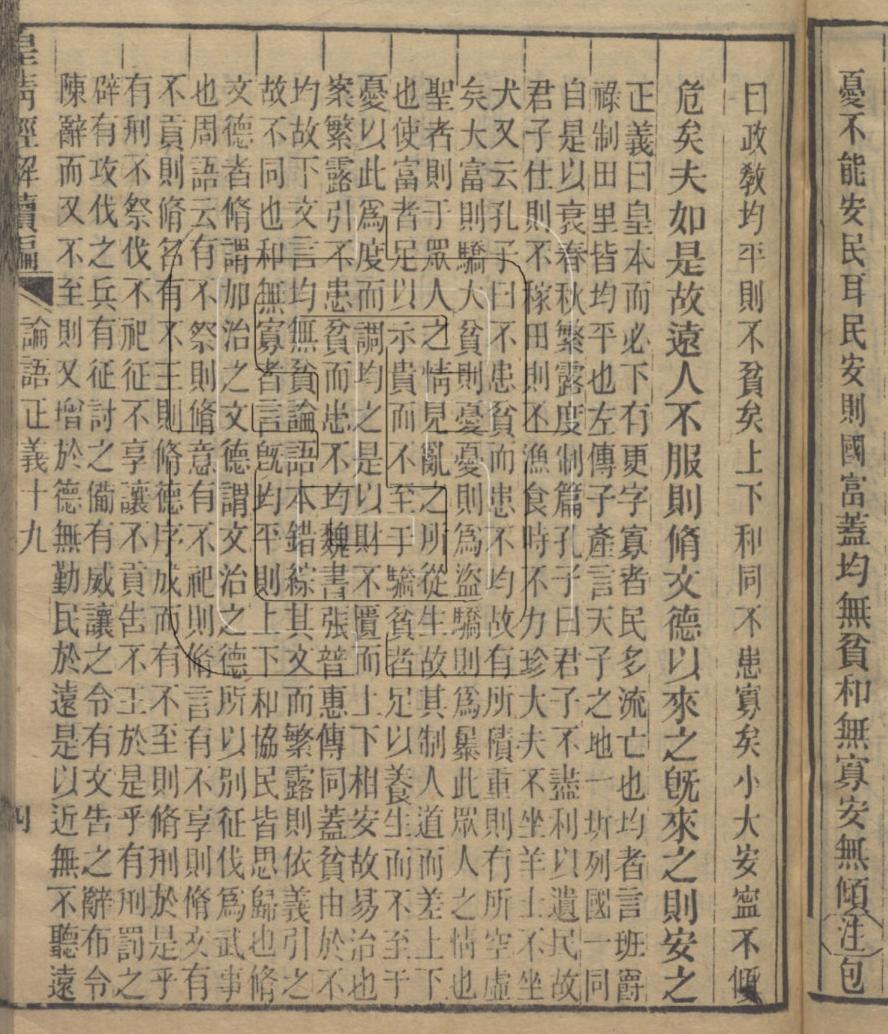 憂不能安民耳民安則國富蓋均無貧和無寡安無傾注包
曰政教均平則不貧矣上下和同不患寡矣小大安寍不傾
危矣夫如是故遠人不服則脩文德以來之旣來之則安之
正義曰皇本而必下有更字寡者民多流亡也均者言班爵
祿制田里皆均平也左傳子產言天子之地一圻列國一同
自是以衰春秋繁露度制篇孔子曰君子不盡利以遺民故
君子仕則不稼田則不漁食時不力珍大夫不坐羊士不坐
犬又云孔子曰不患貧而患不均故有所積重則有所空虛
矣大富則驕大貧則憂憂則爲盜驕則爲暴此眾人之情也
聖者則于眾人之情見亂之所從生故其制人道而差上下
也使富者足以示貴而不至于驕貧者足以養生而不至于
憂以此爲度而調均之是以財不匱而上下相安故易治也
案繁露引不患貧而患不均魏書張普惠傳同蓋貧由於不
均故下文言均無貧論語本錯綜其文而繁露則依義引之
故不同也和無寡者言旣均平則上下和協民皆思歸也脩
文德者脩謂加治之文德謂文治之德所以別征伐爲武事
也周語云有不祭則脩意有不祀則脩言有不享則脩文有
不貢則脩名有不王則脩德序成而有不至則脩刑於是乎
有刑不祭伐不祀征不享讓不貢告不王於是乎有刑罰之
辟有攻伐之兵有征討之備有威讓之令有文告之辭布令
陳辭而又不至則又增於德無勤民於遠是以近無不聽遠
皇清經解續編 論語正義十九 四